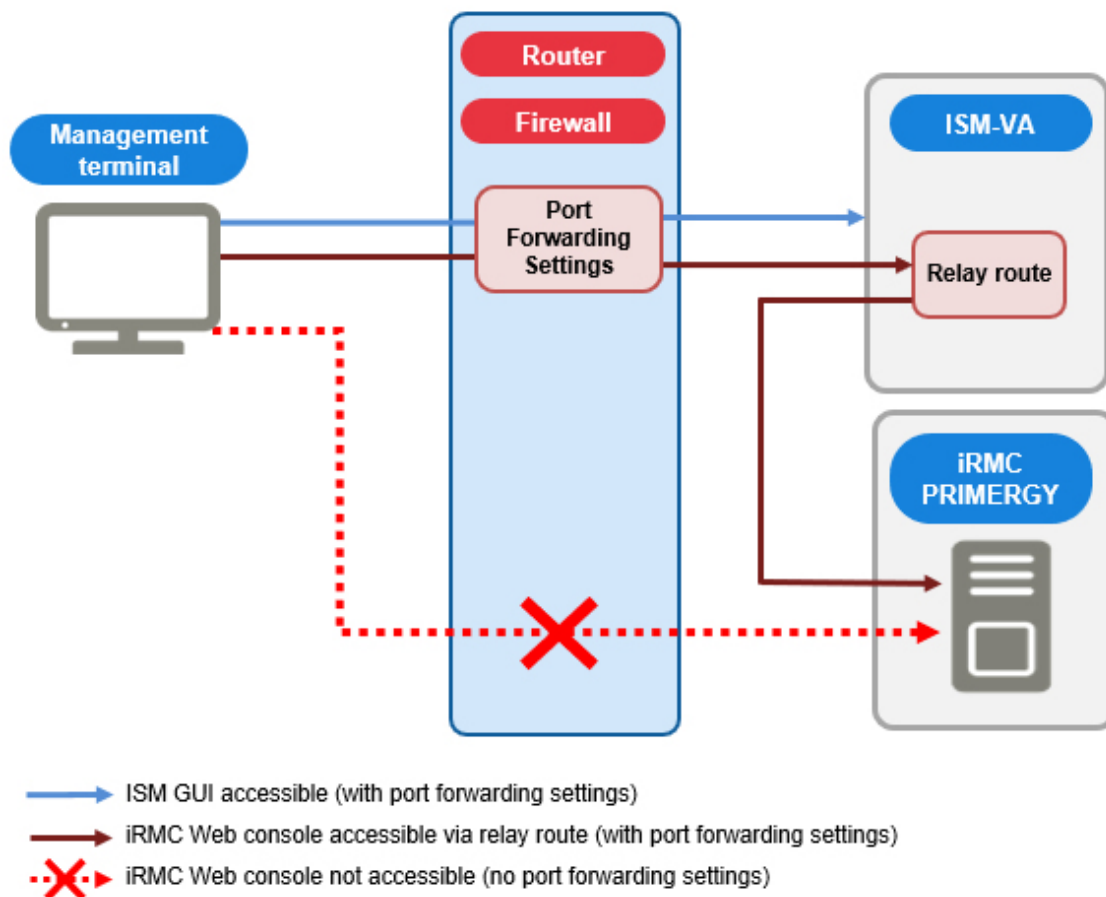 Router
Firewall
Management
terminal
ISM-VA
Port
Forwarding
Settings
Relay route
iRMC
PRIMERGY
ISM GUI accessible (with port forwarding settings)
iRMC Web console accessible via relay route (with port forwarding settings)
iRMC Web console not accessible (no port forwarding settings)